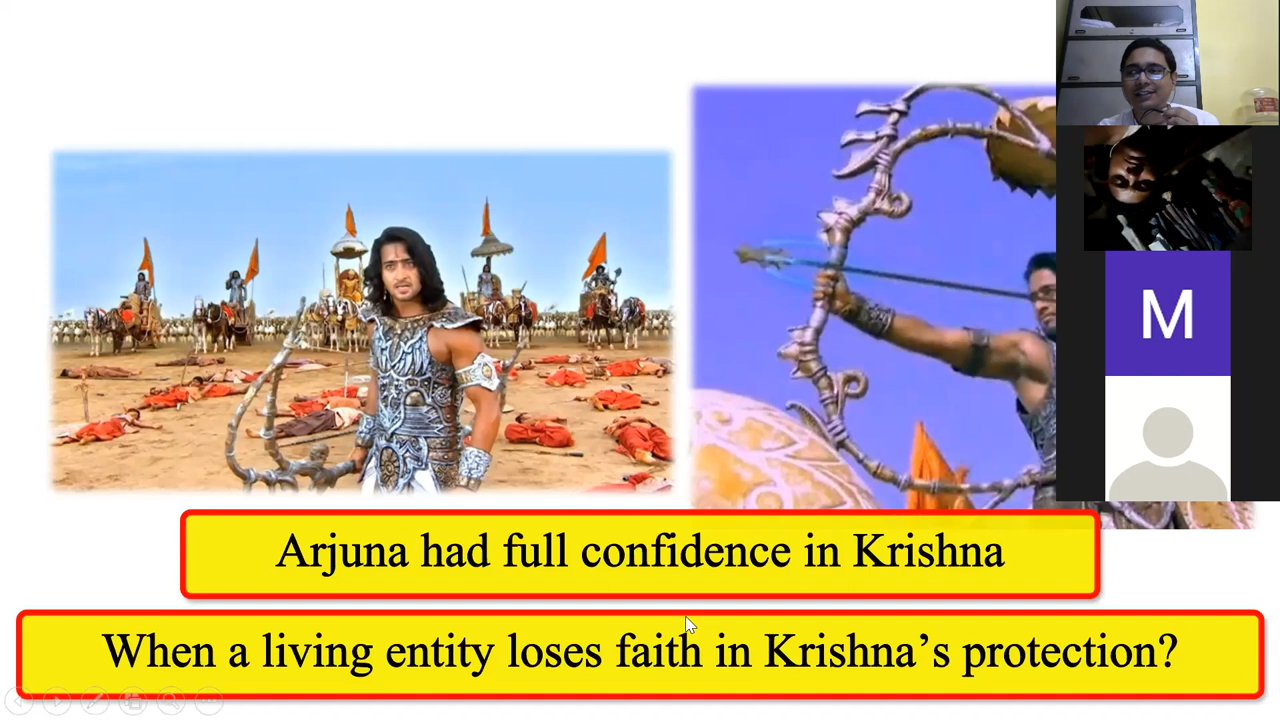 Arjuna had full confidence in Krishna
When a living entity loses faith in Krishna’s protection?
M